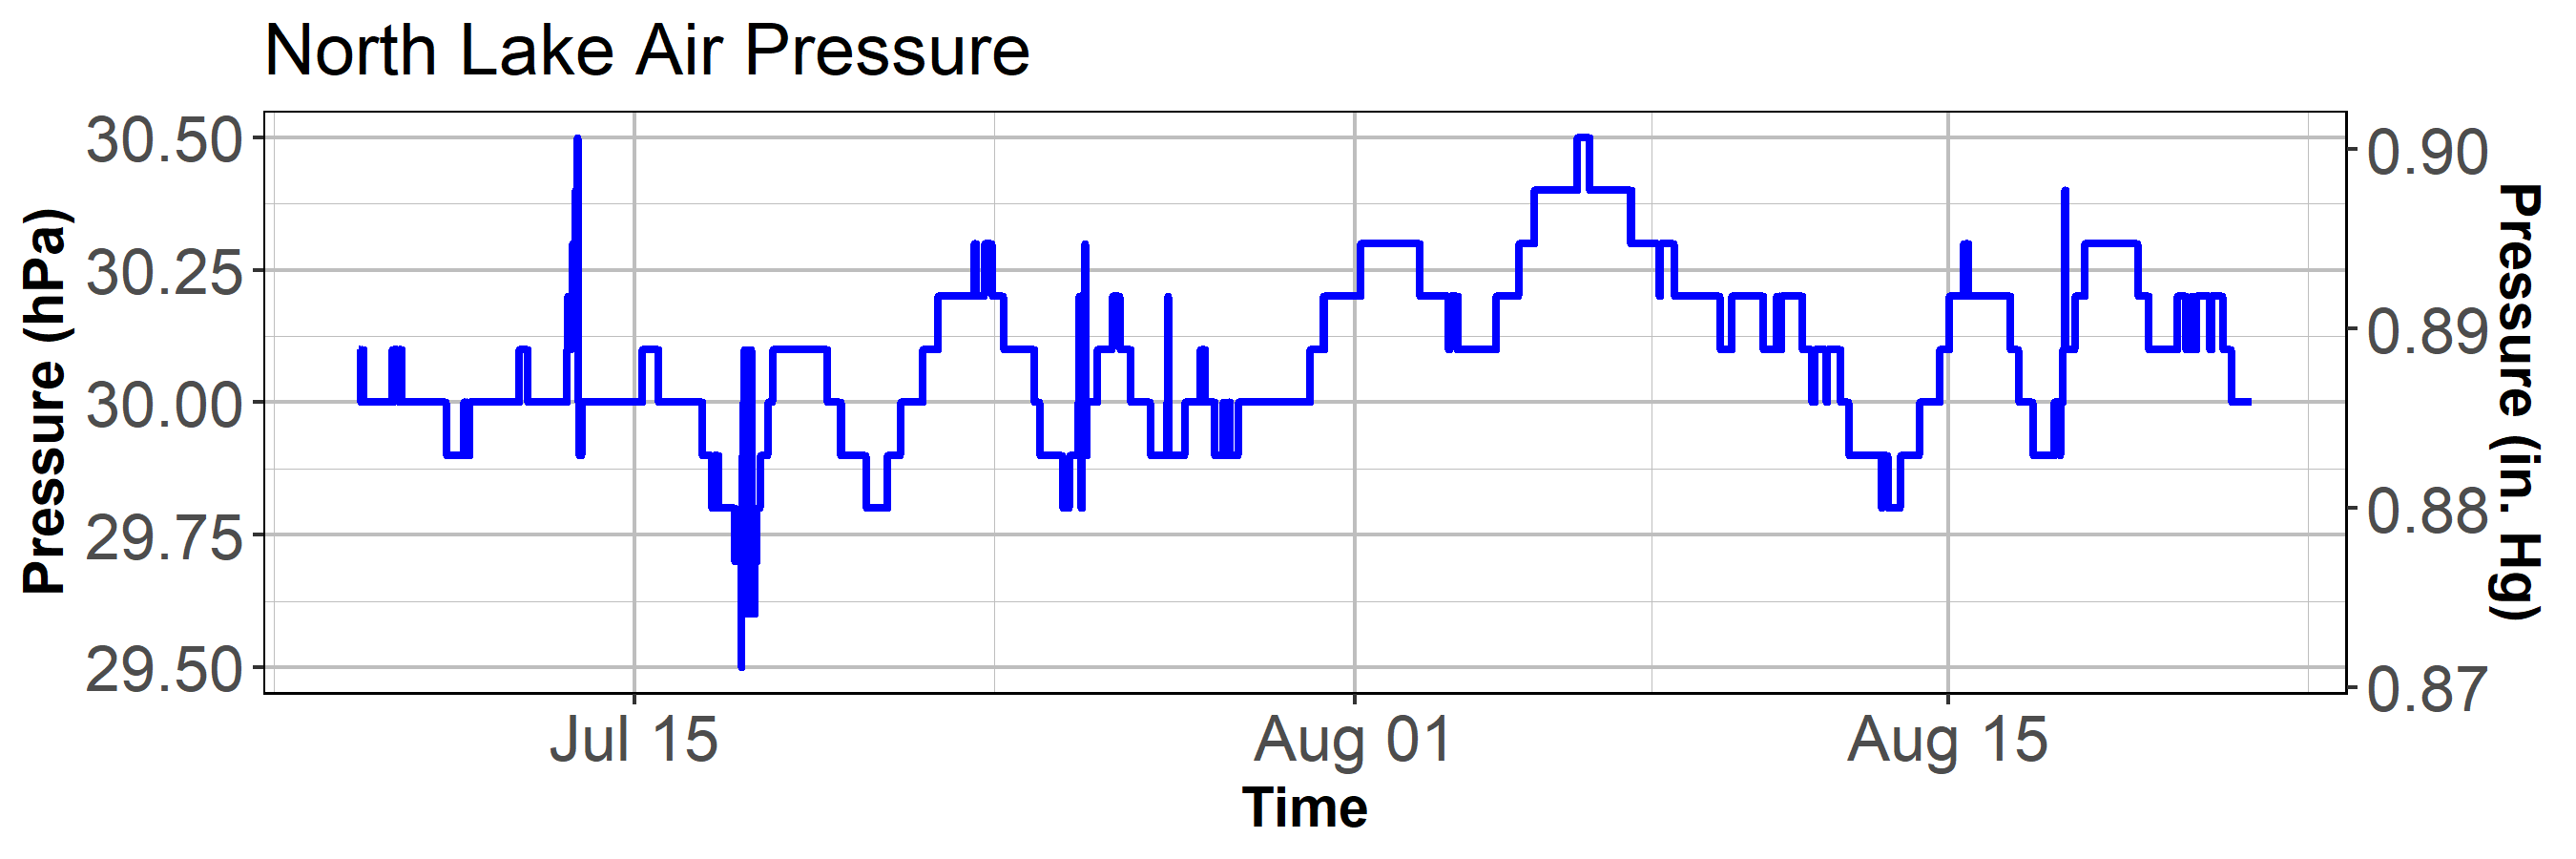 North Lake Air Pressure
30.50
30.25
30.00
29.75
29.50
Pressure (hPa)
0.90
0.89
0.88
0.87
Pressure (in. Hg)
Jul 15
Aug 01
Aug 15
Time